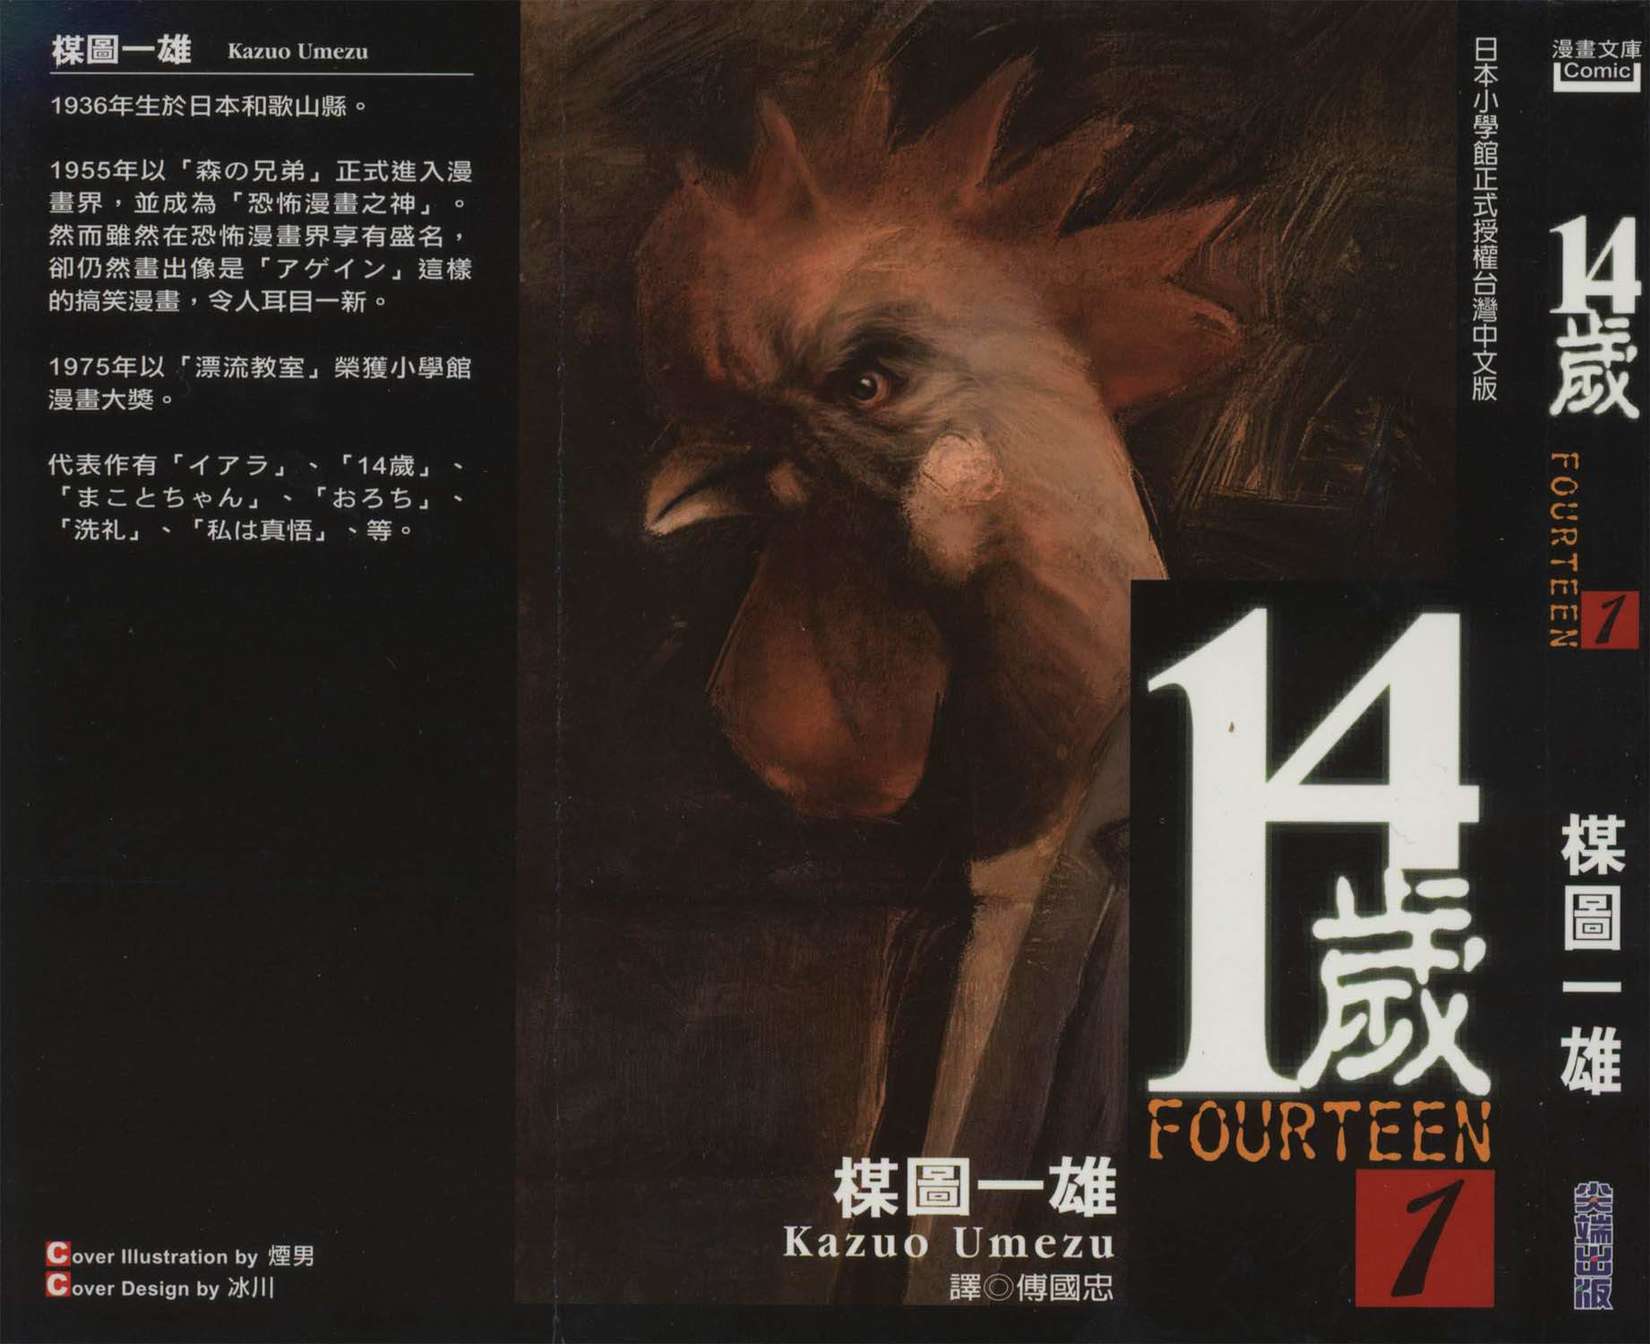 楳圖一雄 Kazuo Umezu
1936年生於日本和歌山縣。
1955年以「森の兄弟」正式進入漫
畫界，並成為「恐怖漫畫之神」。
然而雖然在恐怖漫畫界享有盛名，
卻仍然畫出像是「アゲイン」這樣
的搞笑漫畫，令人耳目一新。
1975年以「漂流教室」榮獲小學館
漫畫大獎。
代表作有「イアラ」、「14歲」、
「まことちゃん」、「おろち」、
「洗礼」、「私は真悟」、等。
Cover Illustration by 煙男
Cover Design by 冰川
日本小學館正式授權台灣中文版
14歲
FOURTEEN
1
楳圖一雄
Kazuo Umezu
譯◎傅國忠
漫畫文庫
Comic
14歲
FOURTEEN
1
楳圖一雄
尖端出版